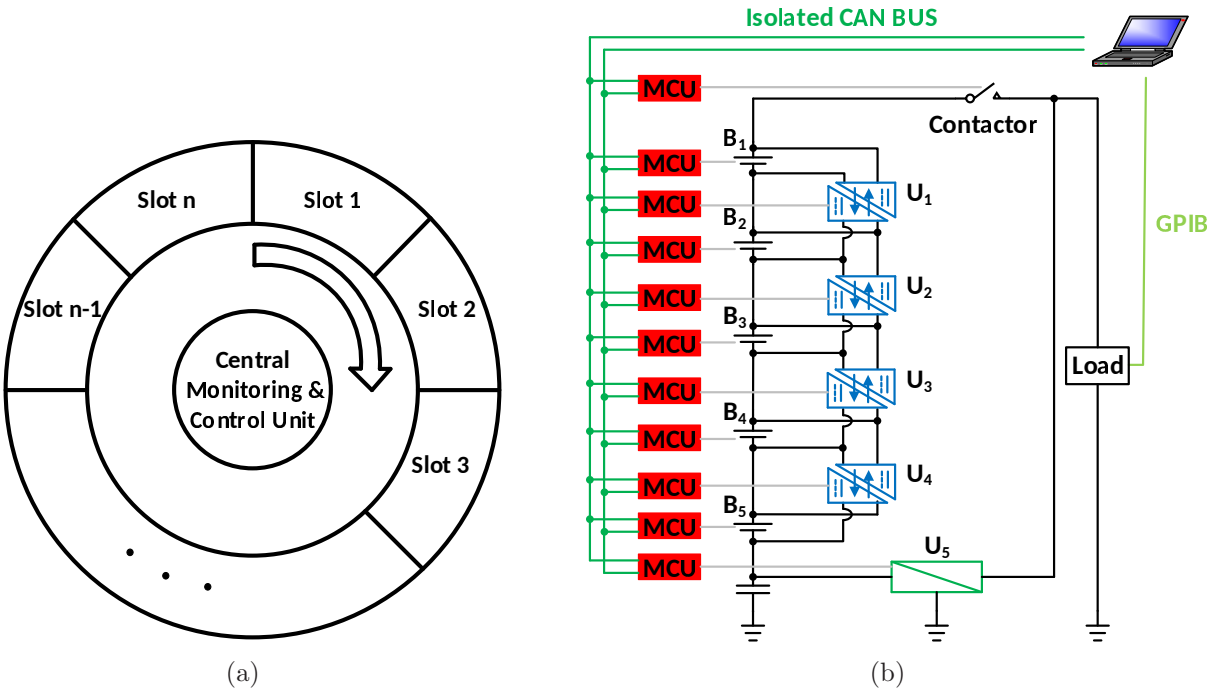 Slot n
Slot 1
Slot n-1
Slot 2
Slot 3
Central
Monitoring &
Control Unit
(a)
Isolated CAN BUS
MCU
Contactor
B1
MCU
U1
MCU
B2
MCU
GPIB
U2
MCU
B3
MCU
Load
U3
MCU
B4
MCU
U4
MCU
B5
MCU
U5
MCU
(b)